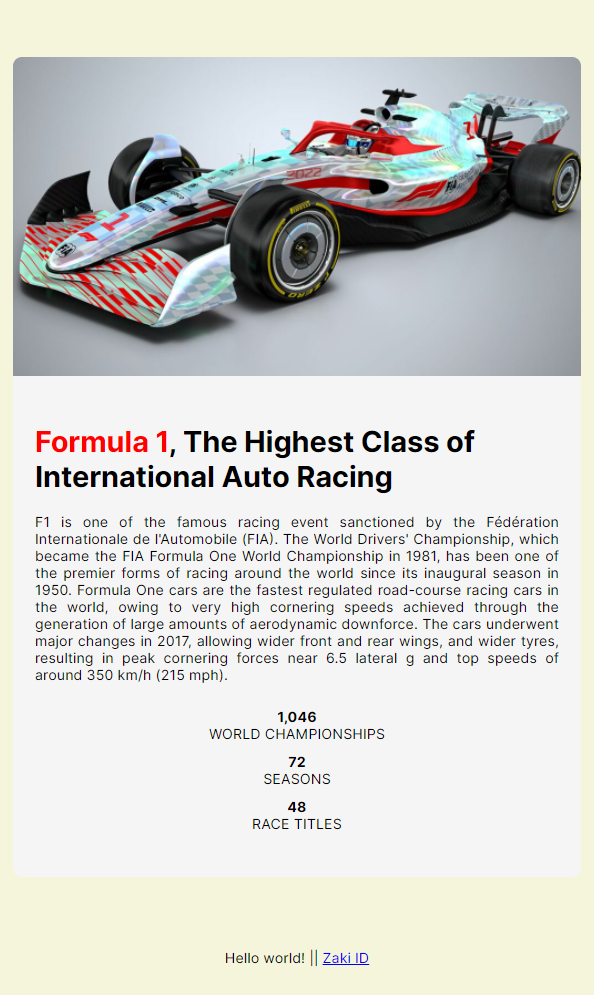 2022
1
FIA
PIRELLI
P ZERO
Formula 1, The Highest Class of
International Auto Racing
F1 is one of the famous racing event sanctioned by the Fédération
Internationale de l'Automobile (FIA). The World Drivers' Championship, which
became the FIA Formula One World Championship in 1981, has been one of
the premier forms of racing around the world since its inaugural season in
1950. Formula One cars are the fastest regulated road-course racing cars in
the world, owing to very high cornering speeds achieved through the
generation of large amounts of aerodynamic downforce. The cars underwent
major changes in 2017, allowing wider front and rear wings, and wider tyres,
resulting in peak cornering forces near 6.5 lateral g and top speeds of
around 350 km/h (215 mph).
1,046
WORLD CHAMPIONSHIPS
72
SEASONS
48
RACE TITLES
Hello world! || Zaki ID